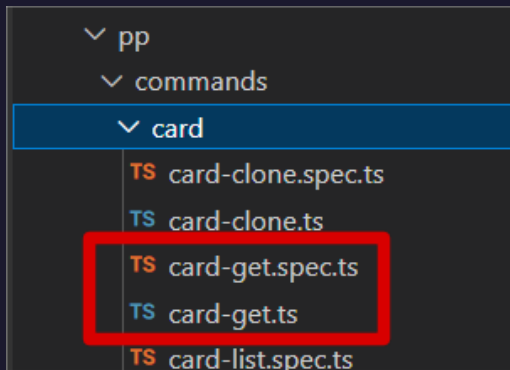 pp
commands
card
TS card-clone.spec.ts
TS card-clone.ts
TS card-get.spec.ts
TS card-get.ts
TS card-list.spec.ts